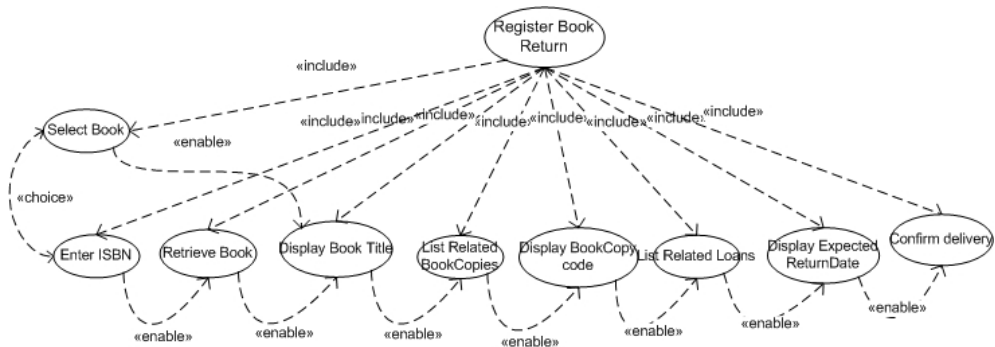 Register Book
Return
«include»
«include»
«include»
«include»
«include»
«include»
«include»
«include»
«include»
Select Book
«enable»
«choice»
Enter ISBN
Retrieve Book
Display Book Title
List Related
BookCopies
Display BookCopy
code
List Related Loans
Display Expected
ReturnDate
Confirm delivery
«enable»
«enable»
«enable»
«enable»
«enable»
«enable»
«enable»